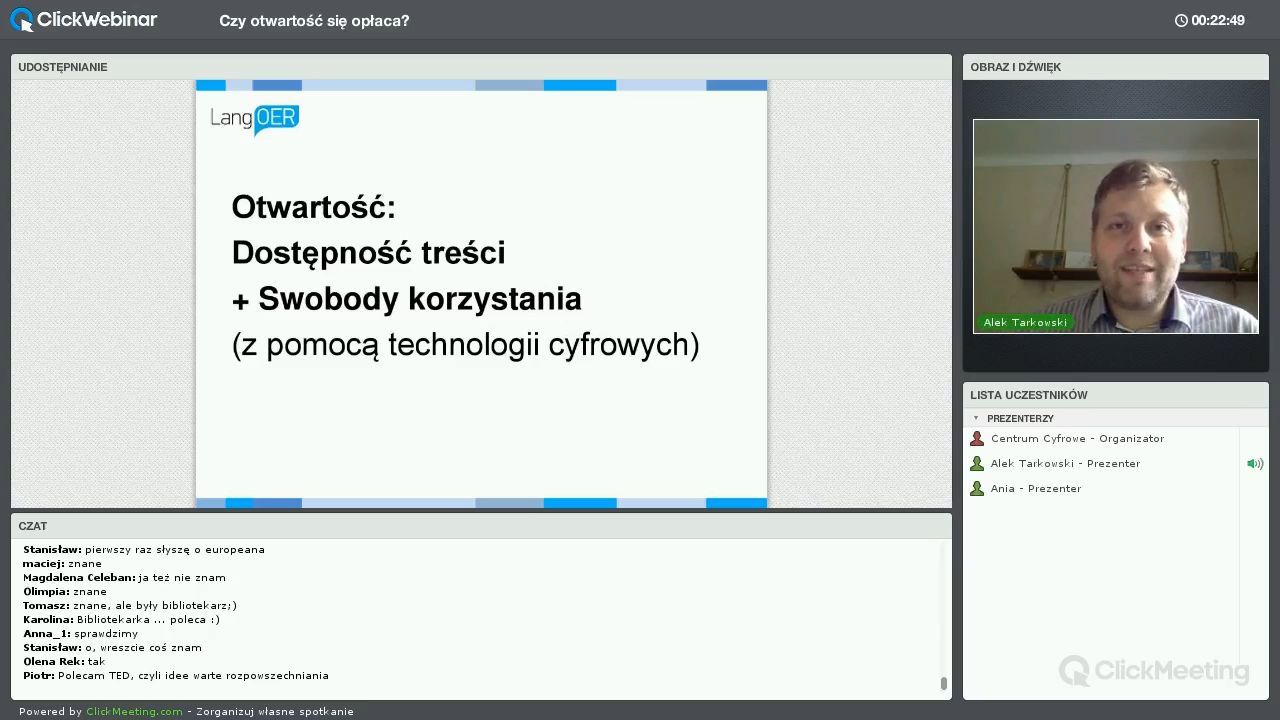 ClickWebinar
Czy otwartość się opłaca?
00:22:49
UDOSTĘPNIANIE
LangOER
Otwartość:
Dostępność treści
+ Swobody korzystania
(z pomocą technologii cyfrowych)
OBRAZ I DŹWIĘK
Alek Tarkowski
LISTA UCZESTNIKÓW
PREZENTERZY
Centrum Cyfrowe - Organizator
Alek Tarkowski - Prezenter
Ania - Prezenter
CZAT
Stanisław: pierwszy raz słyszę o europeana
maciej: znane
Magdalena Celeban: ja też nie znam
Olimpia: znane
Tomasz: znane, ale były bibliotekarz;)
Karolina: Bibliotekarka ... poleca :)
Anna_1: sprawdzimy
Stanisław: o, wreszcie coś znam
Olena Rek: tak
Piotr: Polecam TED, czyli idee warte rozpowszechniania
ClickMeeting
Powered by ClickMeeting.com - Zorganizuj własne spotkanie